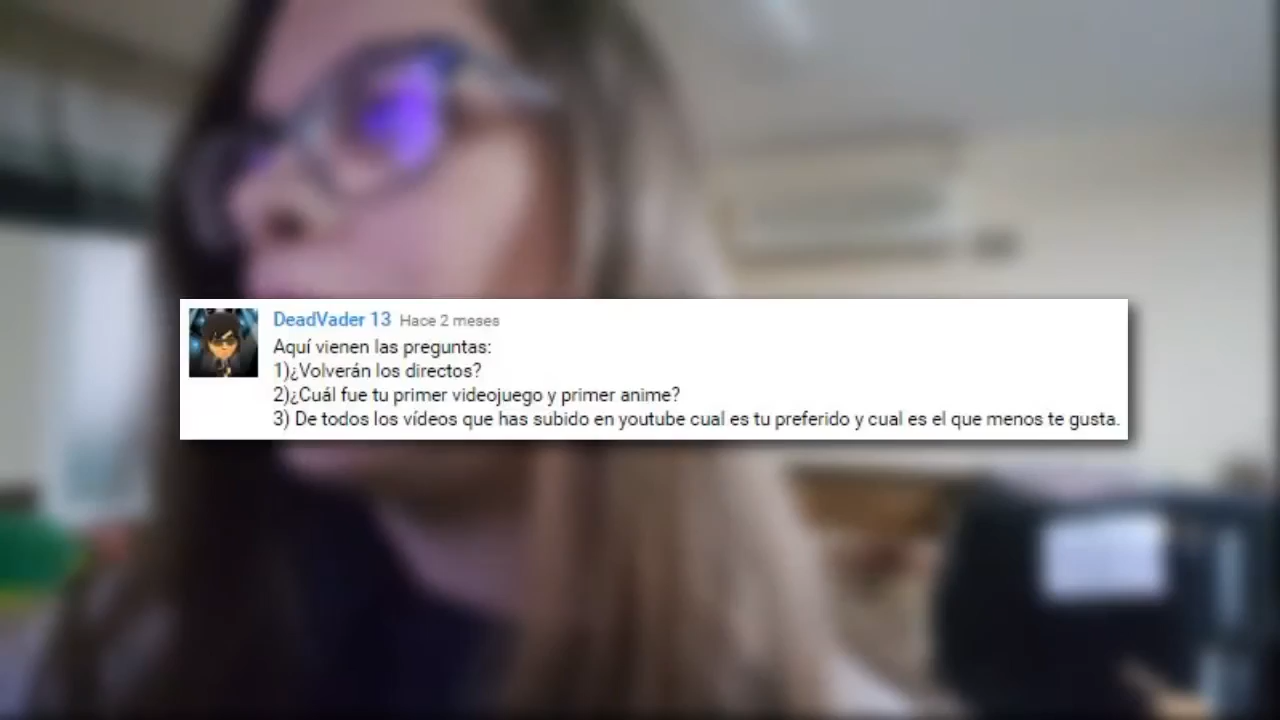 DeadVader 13 Hace 2 meses
Aquí vienen las preguntas:
1)¿Volverán los directos?
2)¿Cuál fue tu primer videojuego y primer anime?
3) De todos los vídeos que has subido en youtube cual es tu preferido y cual es el que menos te gusta.